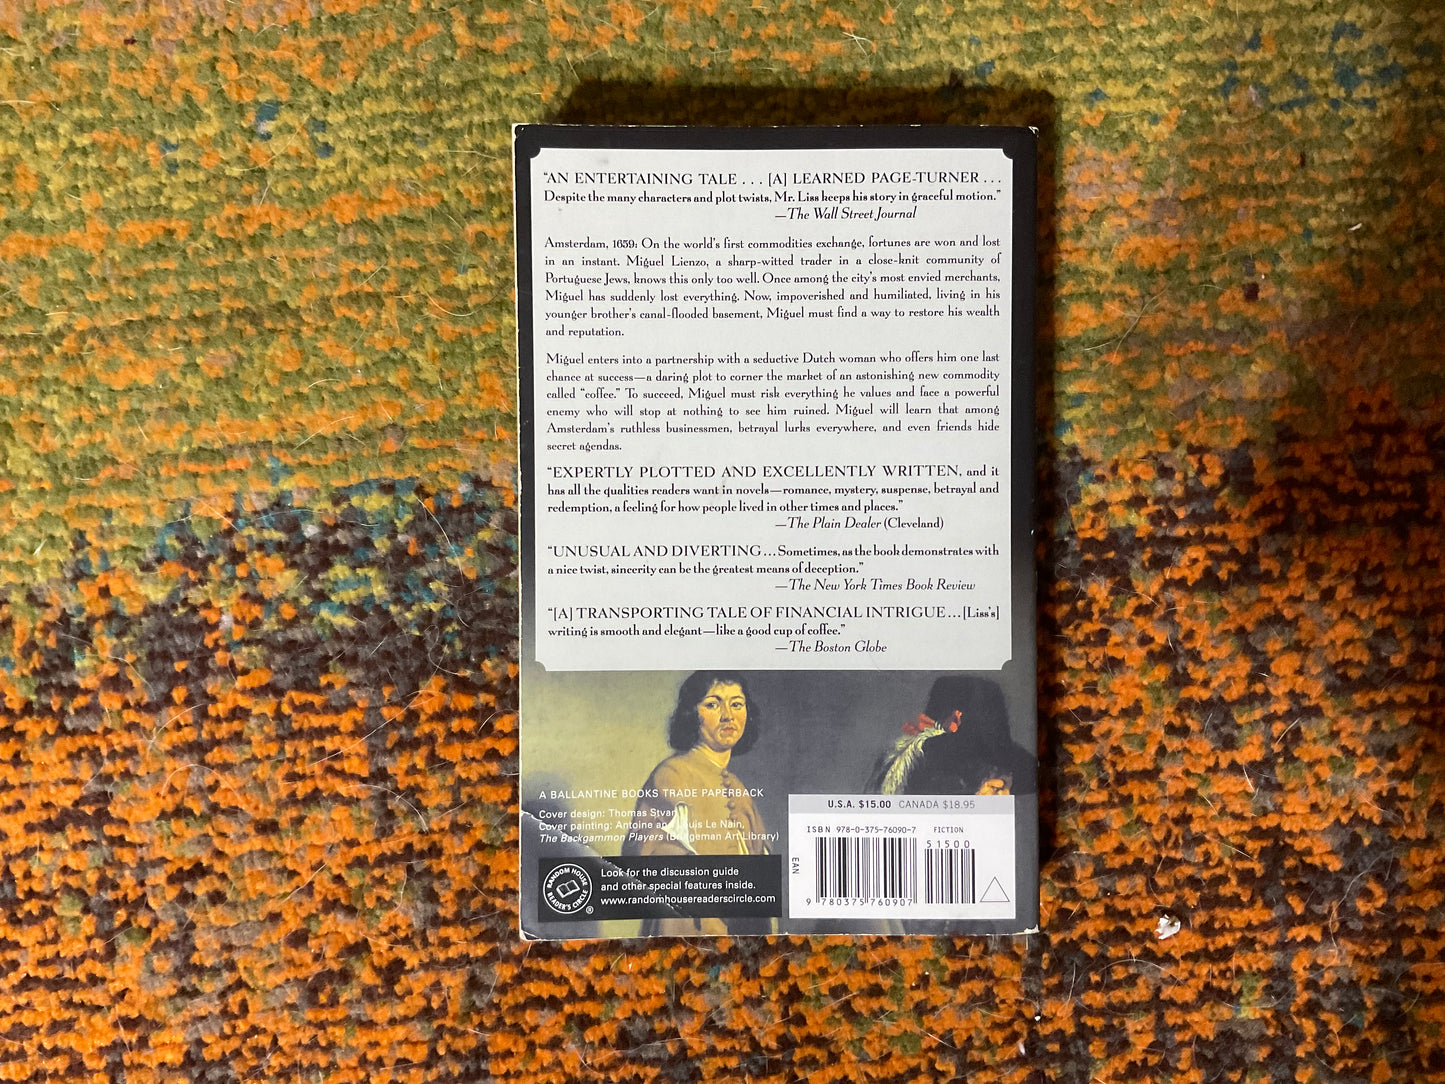 “AN ENTERTAINING TALE . . . [A] LEARNED PAGE-TURNER . . .
Despite the many characters and plot twists, Mr. Liss keeps his story in graceful motion.”
—The Wall Street Journal
Amsterdam, 1659: On the world’s first commodities exchange, fortunes are won and lost
in an instant. Miguel Lienzo, a sharp-witted trader in a close-knit community of
Portuguese Jews, knows this only too well. Once among the city’s most envied merchants,
Miguel has suddenly lost everything. Now, impoverished and humiliated, living in his
younger brother’s canal-flooded basement, Miguel must find a way to restore his wealth
and reputation.
Miguel enters into a partnership with a seductive Dutch woman who offers him one last
chance at success—a daring plot to corner the market of an astonishing new commodity
called “coffee.” To succeed, Miguel must risk everything he values and face a powerful
enemy who will stop at nothing to see him ruined. Miguel will learn that among
Amsterdam’s ruthless businessmen, betrayal lurks everywhere, and even friends hide
secret agendas.
“EXPERTLY PLOTTED AND EXCELLENTLY WRITTEN, and it
has all the qualities readers want in novels—romance, mystery, suspense, betrayal and
redemption, a feeling for how people lived in other times and places.”
—The Plain Dealer (Cleveland)
“UNUSUAL AND DIVERTING . . . Sometimes, as the book demonstrates with
a nice twist, sincerity can be the greatest means of deception.”
—The New York Times Book Review
“[A] TRANSPORTING TALE OF FINANCIAL INTRIGUE . . . [Liss’s]
writing is smooth and elegant—like a good cup of coffee.”
—The Boston Globe
A BALLANTINE BOOKS TRADE PAPERBACK
Cover design: Thomas
Cover painting: Antoine and Louis Le Nain,
The Backgammon Players (Bridgeman Art Library)
RANDOM HOUSE READER'S CIRCLE ®
Look for the discussion guide
and other special features inside.
www.randomhousereaderscircle.com
U.S.A. $15.00 CANADA $18.95
ISBN 978-0-375-76090-7 FICTION
51500
EAN
9 780375 760907